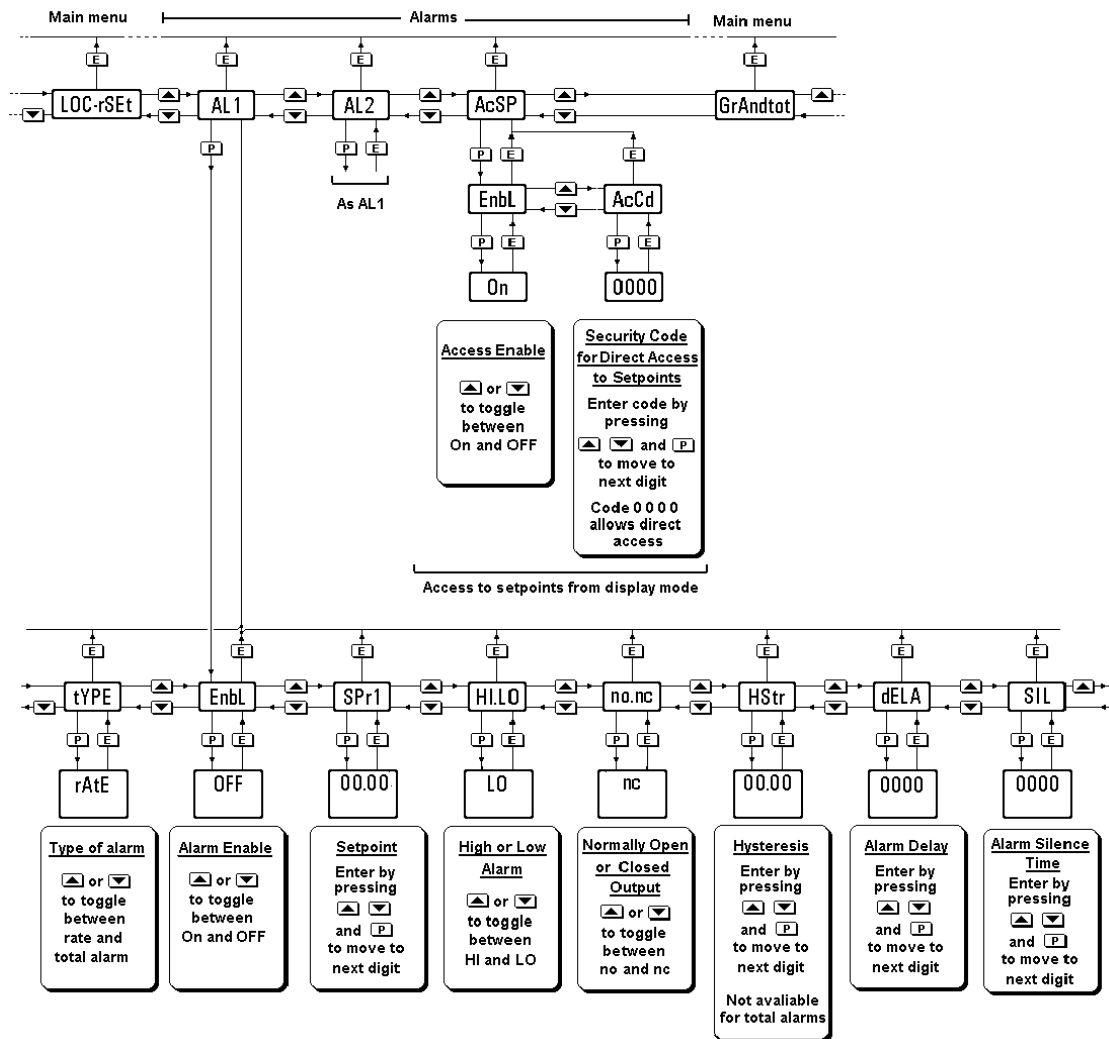 Main menu
Alarms
Main menu
E
E
E
E
E
LOC-rSEt
AL1
AL2
AcSP
GrAndtot
P
P
E
P
E
E
As AL1
EnbL
AcCd
P
E
P
E
On
0000
Access Enable
or
to toggle
between
On and OFF
Security Code
for Direct Access
to Setpoints
Enter code by
pressing
and P
to move to
next digit
Code 0 0 0 0
allows direct
access
Access to setpoints from display mode
E
E
E
E
E
E
E
E
tYPE
EnbL
SPr1
HI.LO
no.nc
HStr
dELA
SIL
P
E
P
E
P
E
P
E
P
E
P
E
P
E
P
E
rAtE
OFF
00.00
LO
nc
00.00
0000
0000
Type of alarm
or
to toggle
between
rate and
total alarm
Alarm Enable
or
to toggle
between
On and OFF
Setpoint
Enter by
pressing
and P
to move to
next digit
High or Low
Alarm
or
to toggle
between
HI and LO
Normally Open
or Closed
Output
or
to toggle
between
no and nc
Hysteresis
Enter by
pressing
and P
to move to
next digit
Not avaliable
for total alarms
Alarm Delay
Enter by
pressing
and P
to move to
next digit
Alarm Silence
Time
Enter by
pressing
and P
to move to
next digit